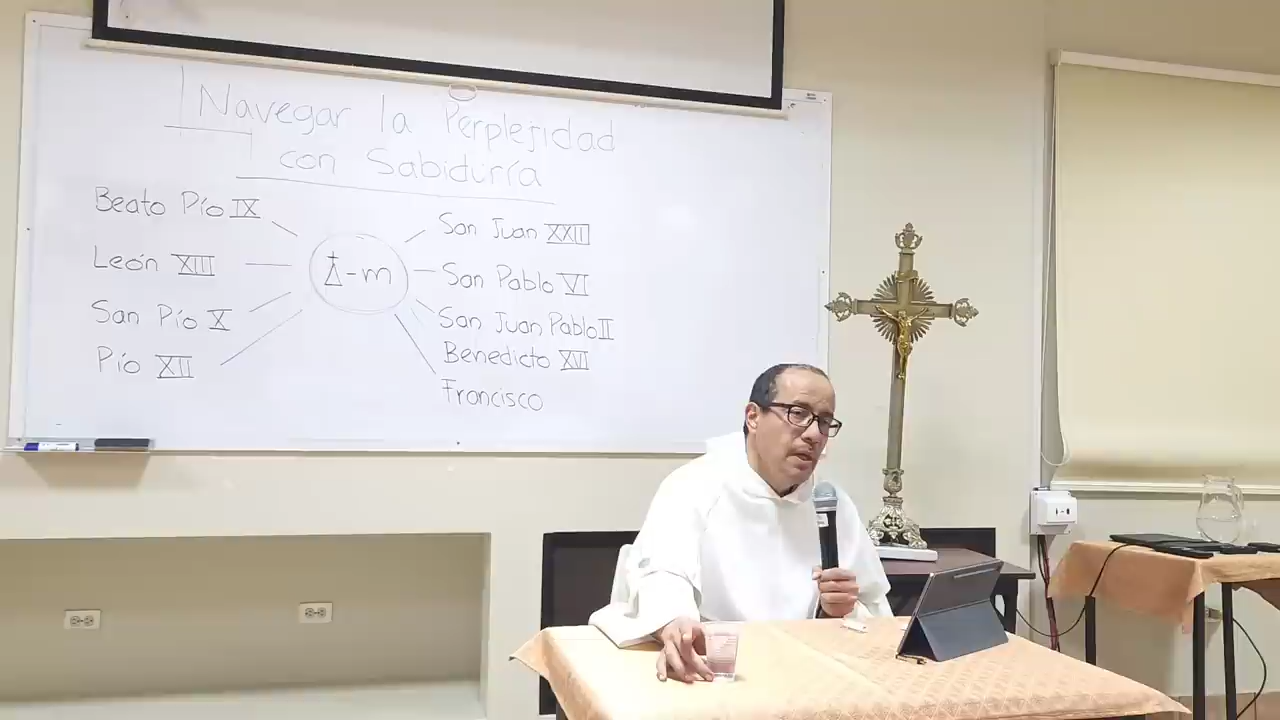 Navegar la Perplejidad
con Sabiduría
Beato Pío IX
León XIII
San Pío X
Pío XII
I-m
San Juan XXIII
San Pablo VI
San Juan Pablo II
Benedicto XVI
Francisco